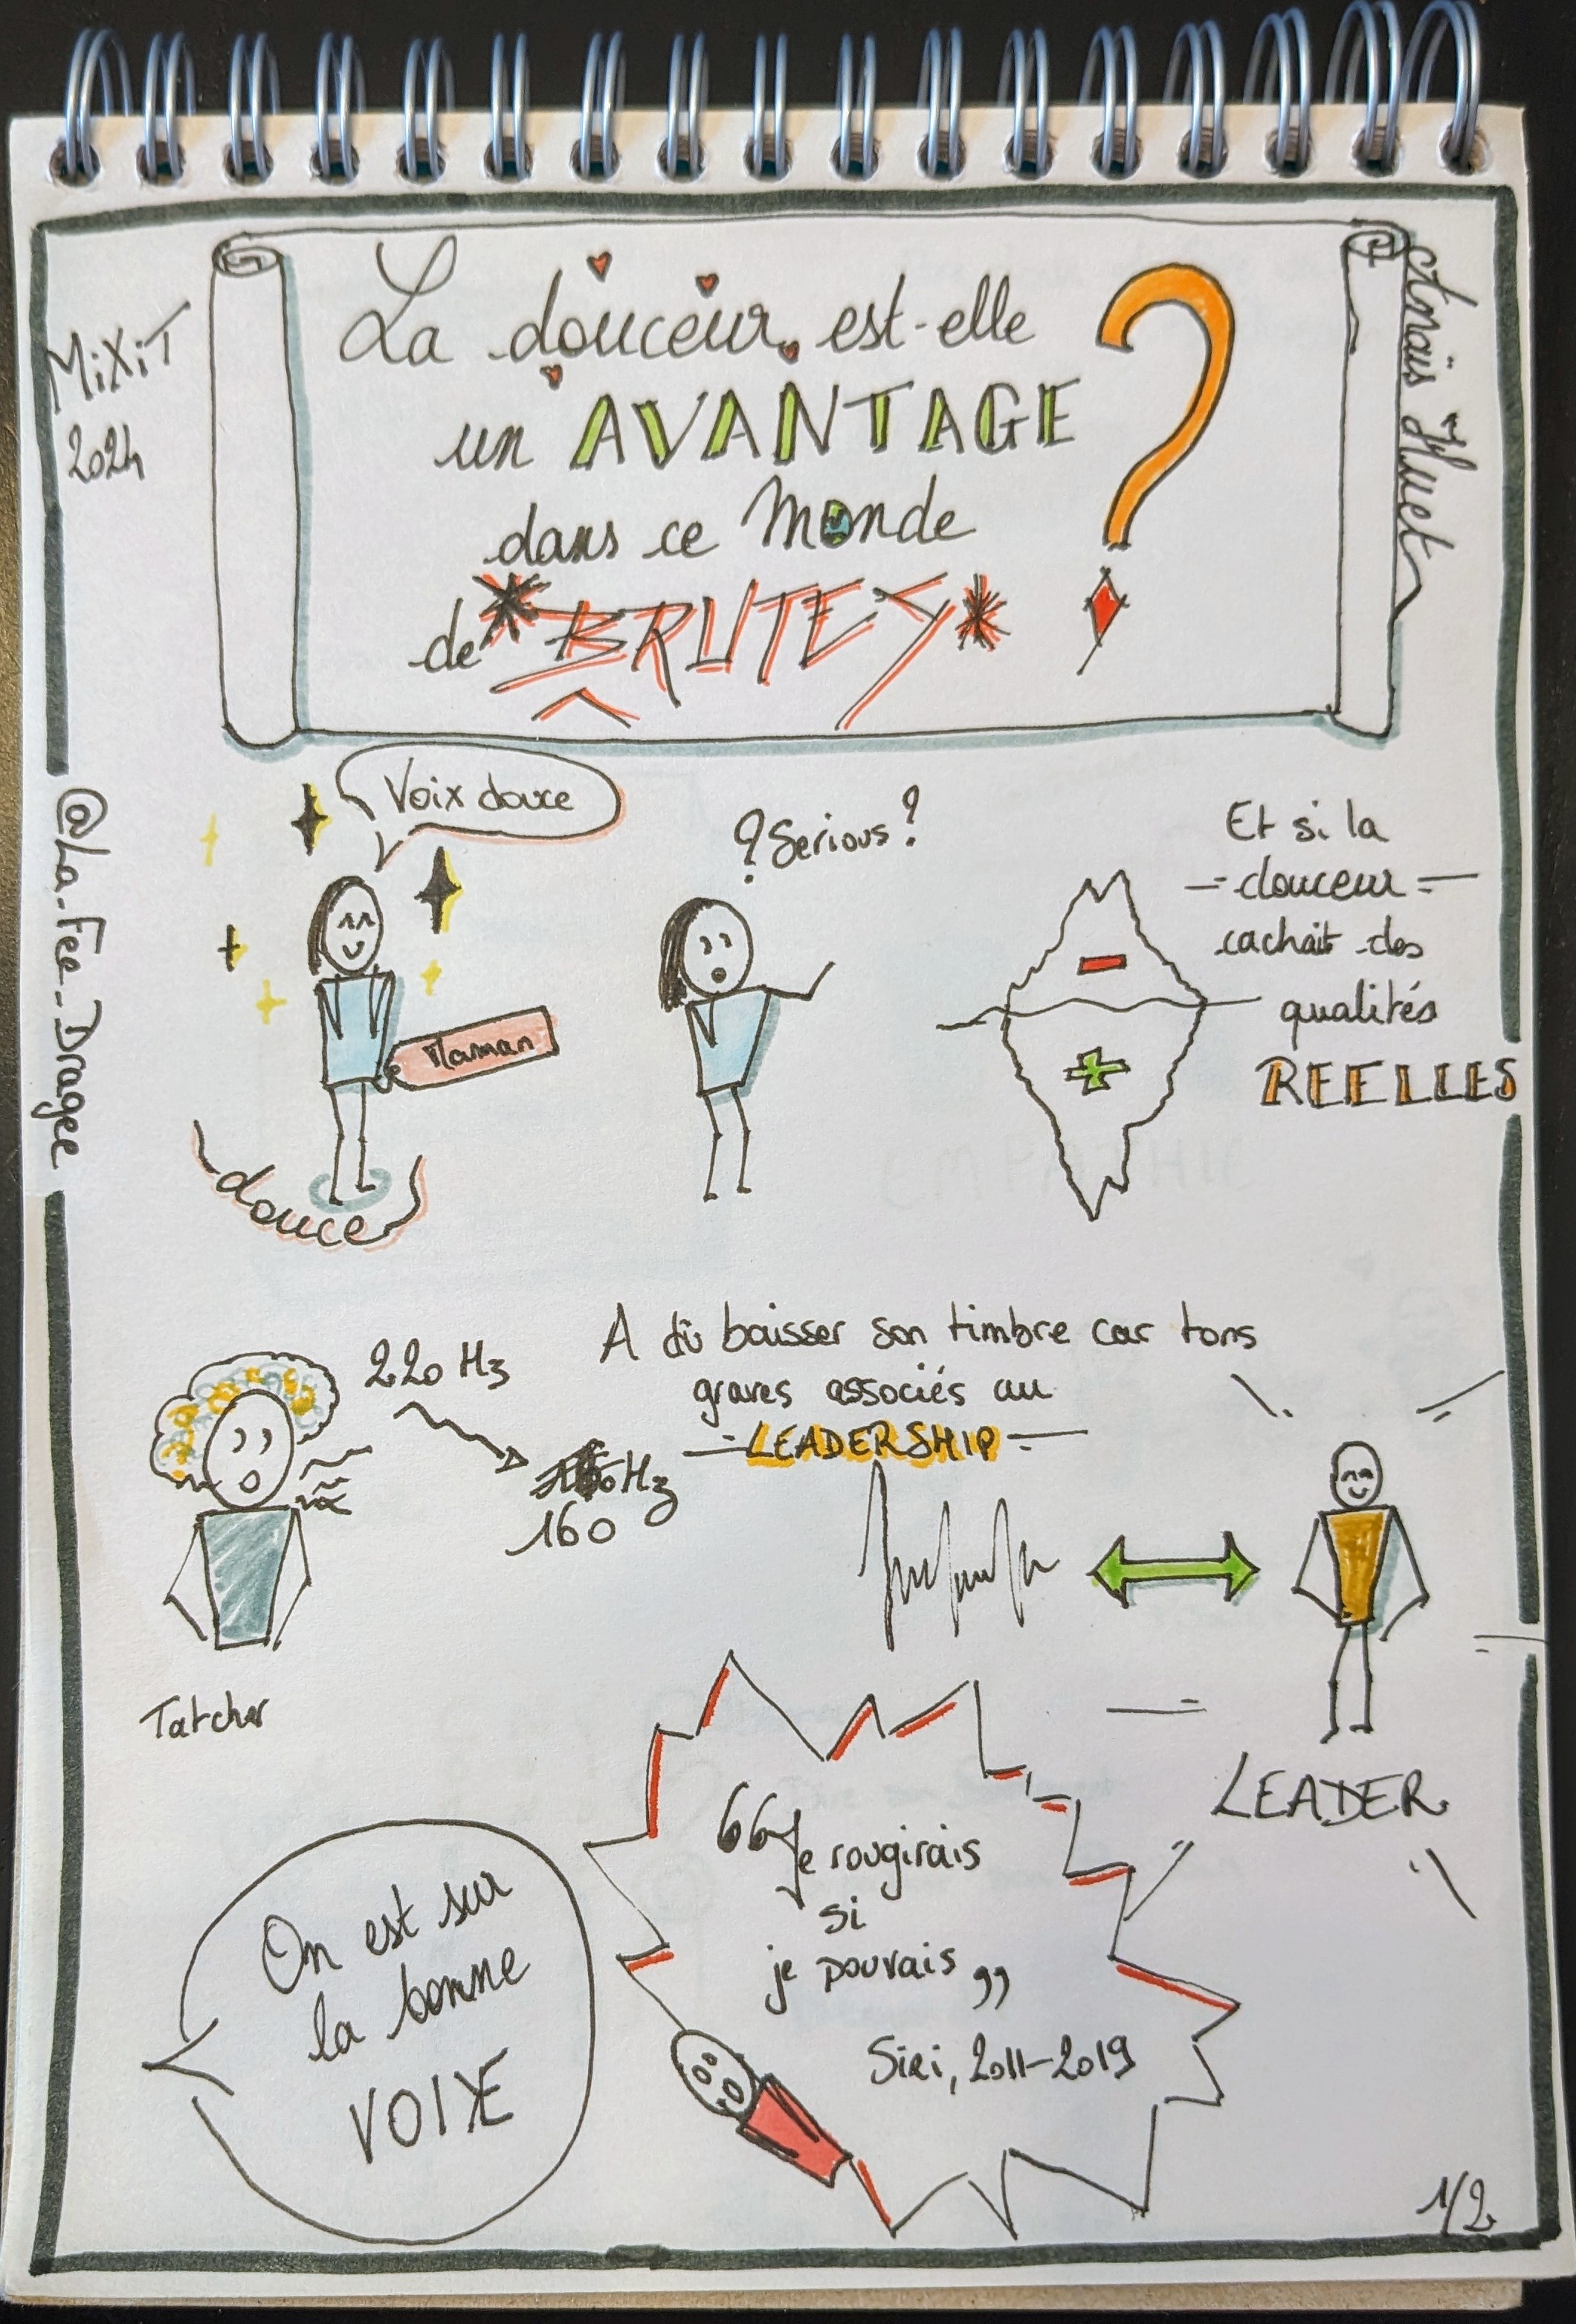 MiXiT
2024
La douceur est-elle
un AVANTAGE
dans ce Monde
de *BRUTES*
?
Anaïs Huet
@La_Fee_Dragee
Voix douce
Maman
douce
? Serious ?
Et si la
douceur
cachait des
qualités
REELLES
-
+
220 Hz
Hz
160
A dû baisser son timbre car tons
graves associés au
LEADERSHIP
Tatcher
LEADER
On est sur
la bonne
VOIXE
66 Je rougirais
si
je pouvais 99
Siri, 2011-2019
1/2